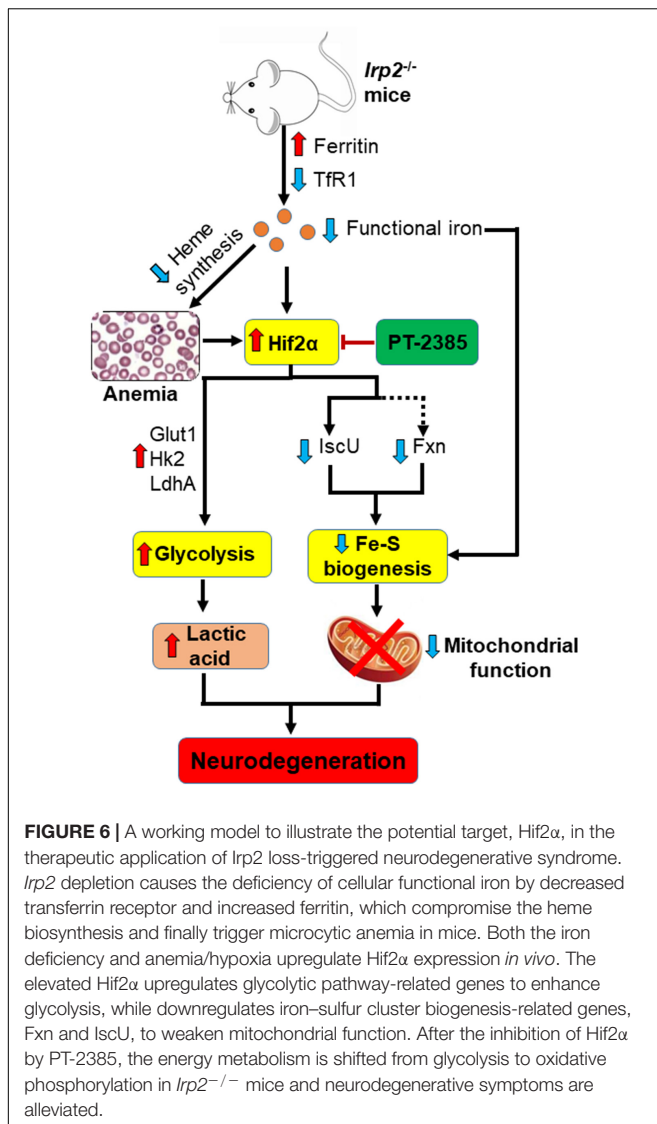 Irp2-/-
mice
Ferritin
TfR1
Heme
synthesis
Functional iron
Hif2α
PT-2385
Anemia
Glut1
Hk2
LdhA
IscU
Fxn
Glycolysis
Fe-S
biogenesis
Lactic
acid
Mitochondrial
function
Neurodegeneration
FIGURE 6 | A working model to illustrate the potential target, Hif2α, in the
therapeutic application of Irp2 loss-triggered neurodegenerative syndrome.
Irp2 depletion causes the deficiency of cellular functional iron by decreased
transferrin receptor and increased ferritin, which compromise the heme
biosynthesis and finally trigger microcytic anemia in mice. Both the iron
deficiency and anemia/hypoxia upregulate Hif2α expression in vivo. The
elevated Hif2α upregulates glycolytic pathway-related genes to enhance
glycolysis, while downregulates iron–sulfur cluster biogenesis-related genes,
Fxn and IscU, to weaken mitochondrial function. After the inhibition of Hif2α
by PT-2385, the energy metabolism is shifted from glycolysis to oxidative
phosphorylation in Irp2−/− mice and neurodegenerative symptoms are
alleviated.